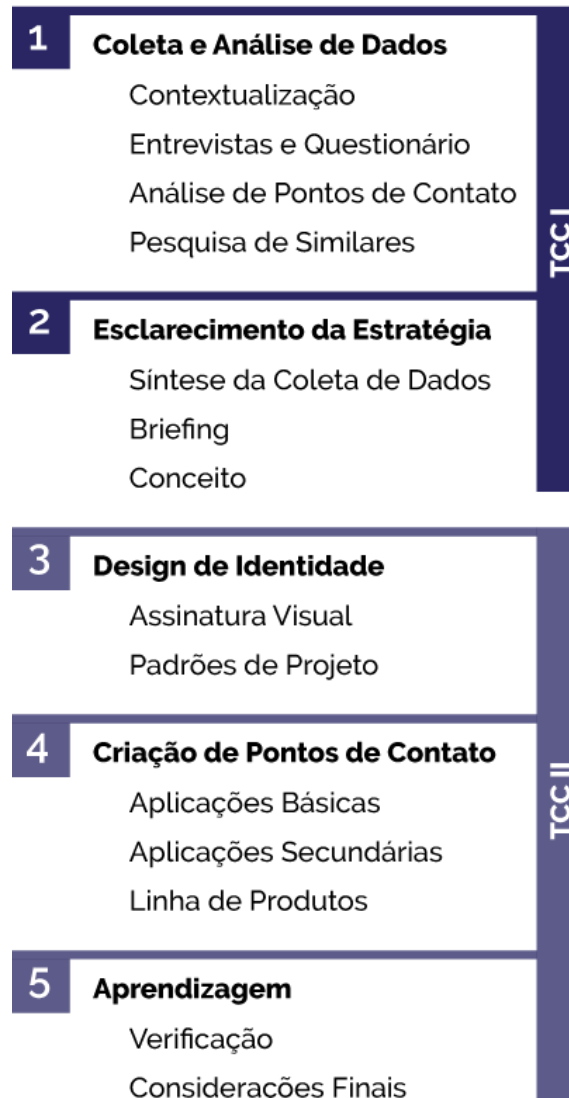 1
Coleta e Análise de Dados
Contextualização
Entrevistas e Questionário
Análise de Pontos de Contato
Pesquisa de Similares
TCC I
2
Esclarecimento da Estratégia
Síntese da Coleta de Dados
Briefing
Conceito
3
Design de Identidade
Assinatura Visual
Padrões de Projeto
4
Criação de Pontos de Contato
Aplicações Básicas
Aplicações Secundárias
Linha de Produtos
TCC II
5
Aprendizagem
Verificação
Considerações Finais